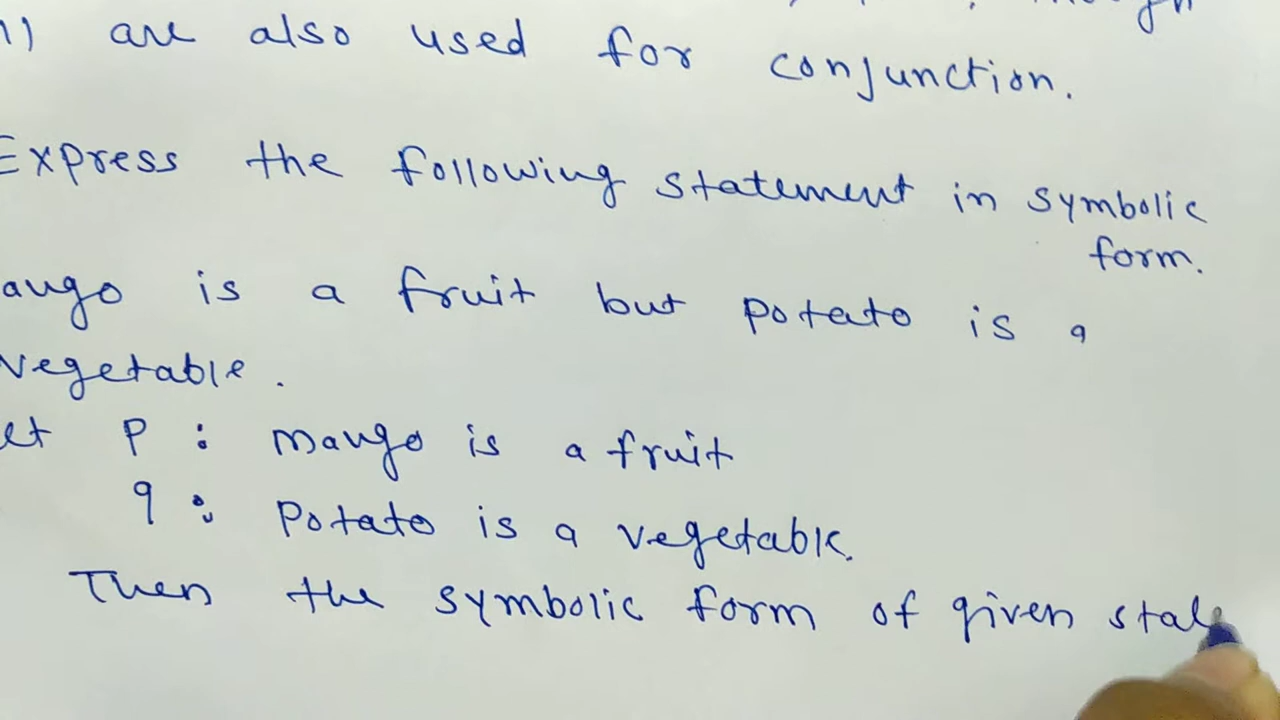 are also used for conjunction.
Express the following statement in symbolic
form.
ango is a fruit but potato is a
vegetable.
et P : mango is a fruit
q : Potato is a vegetable.
Then the symbolic form of given stat